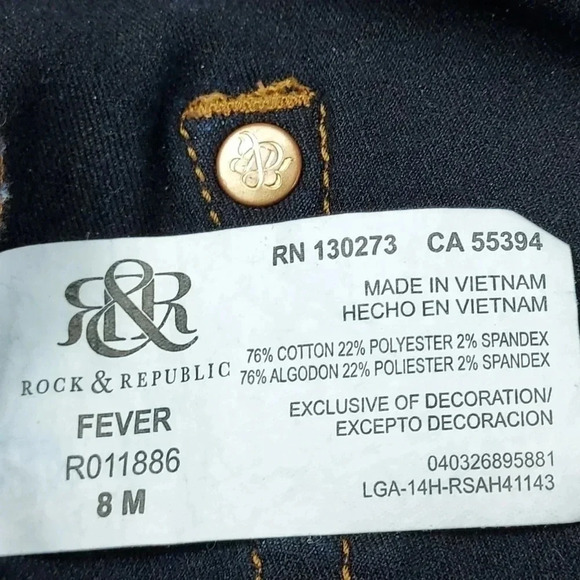 RN 130273 CA 55394
MADE IN VIETNAM
HECHO EN VIETNAM
76% COTTON 22% POLYESTER 2% SPANDEX
76% ALGODON 22% POLIESTER 2% SPANDEX
EXCLUSIVE OF DECORATION/
EXCEPTO DECORACION
040326895881
LGA-14H-RSAH41143
R&R
ROCK & REPUBLIC
FEVER
R011886
8 M